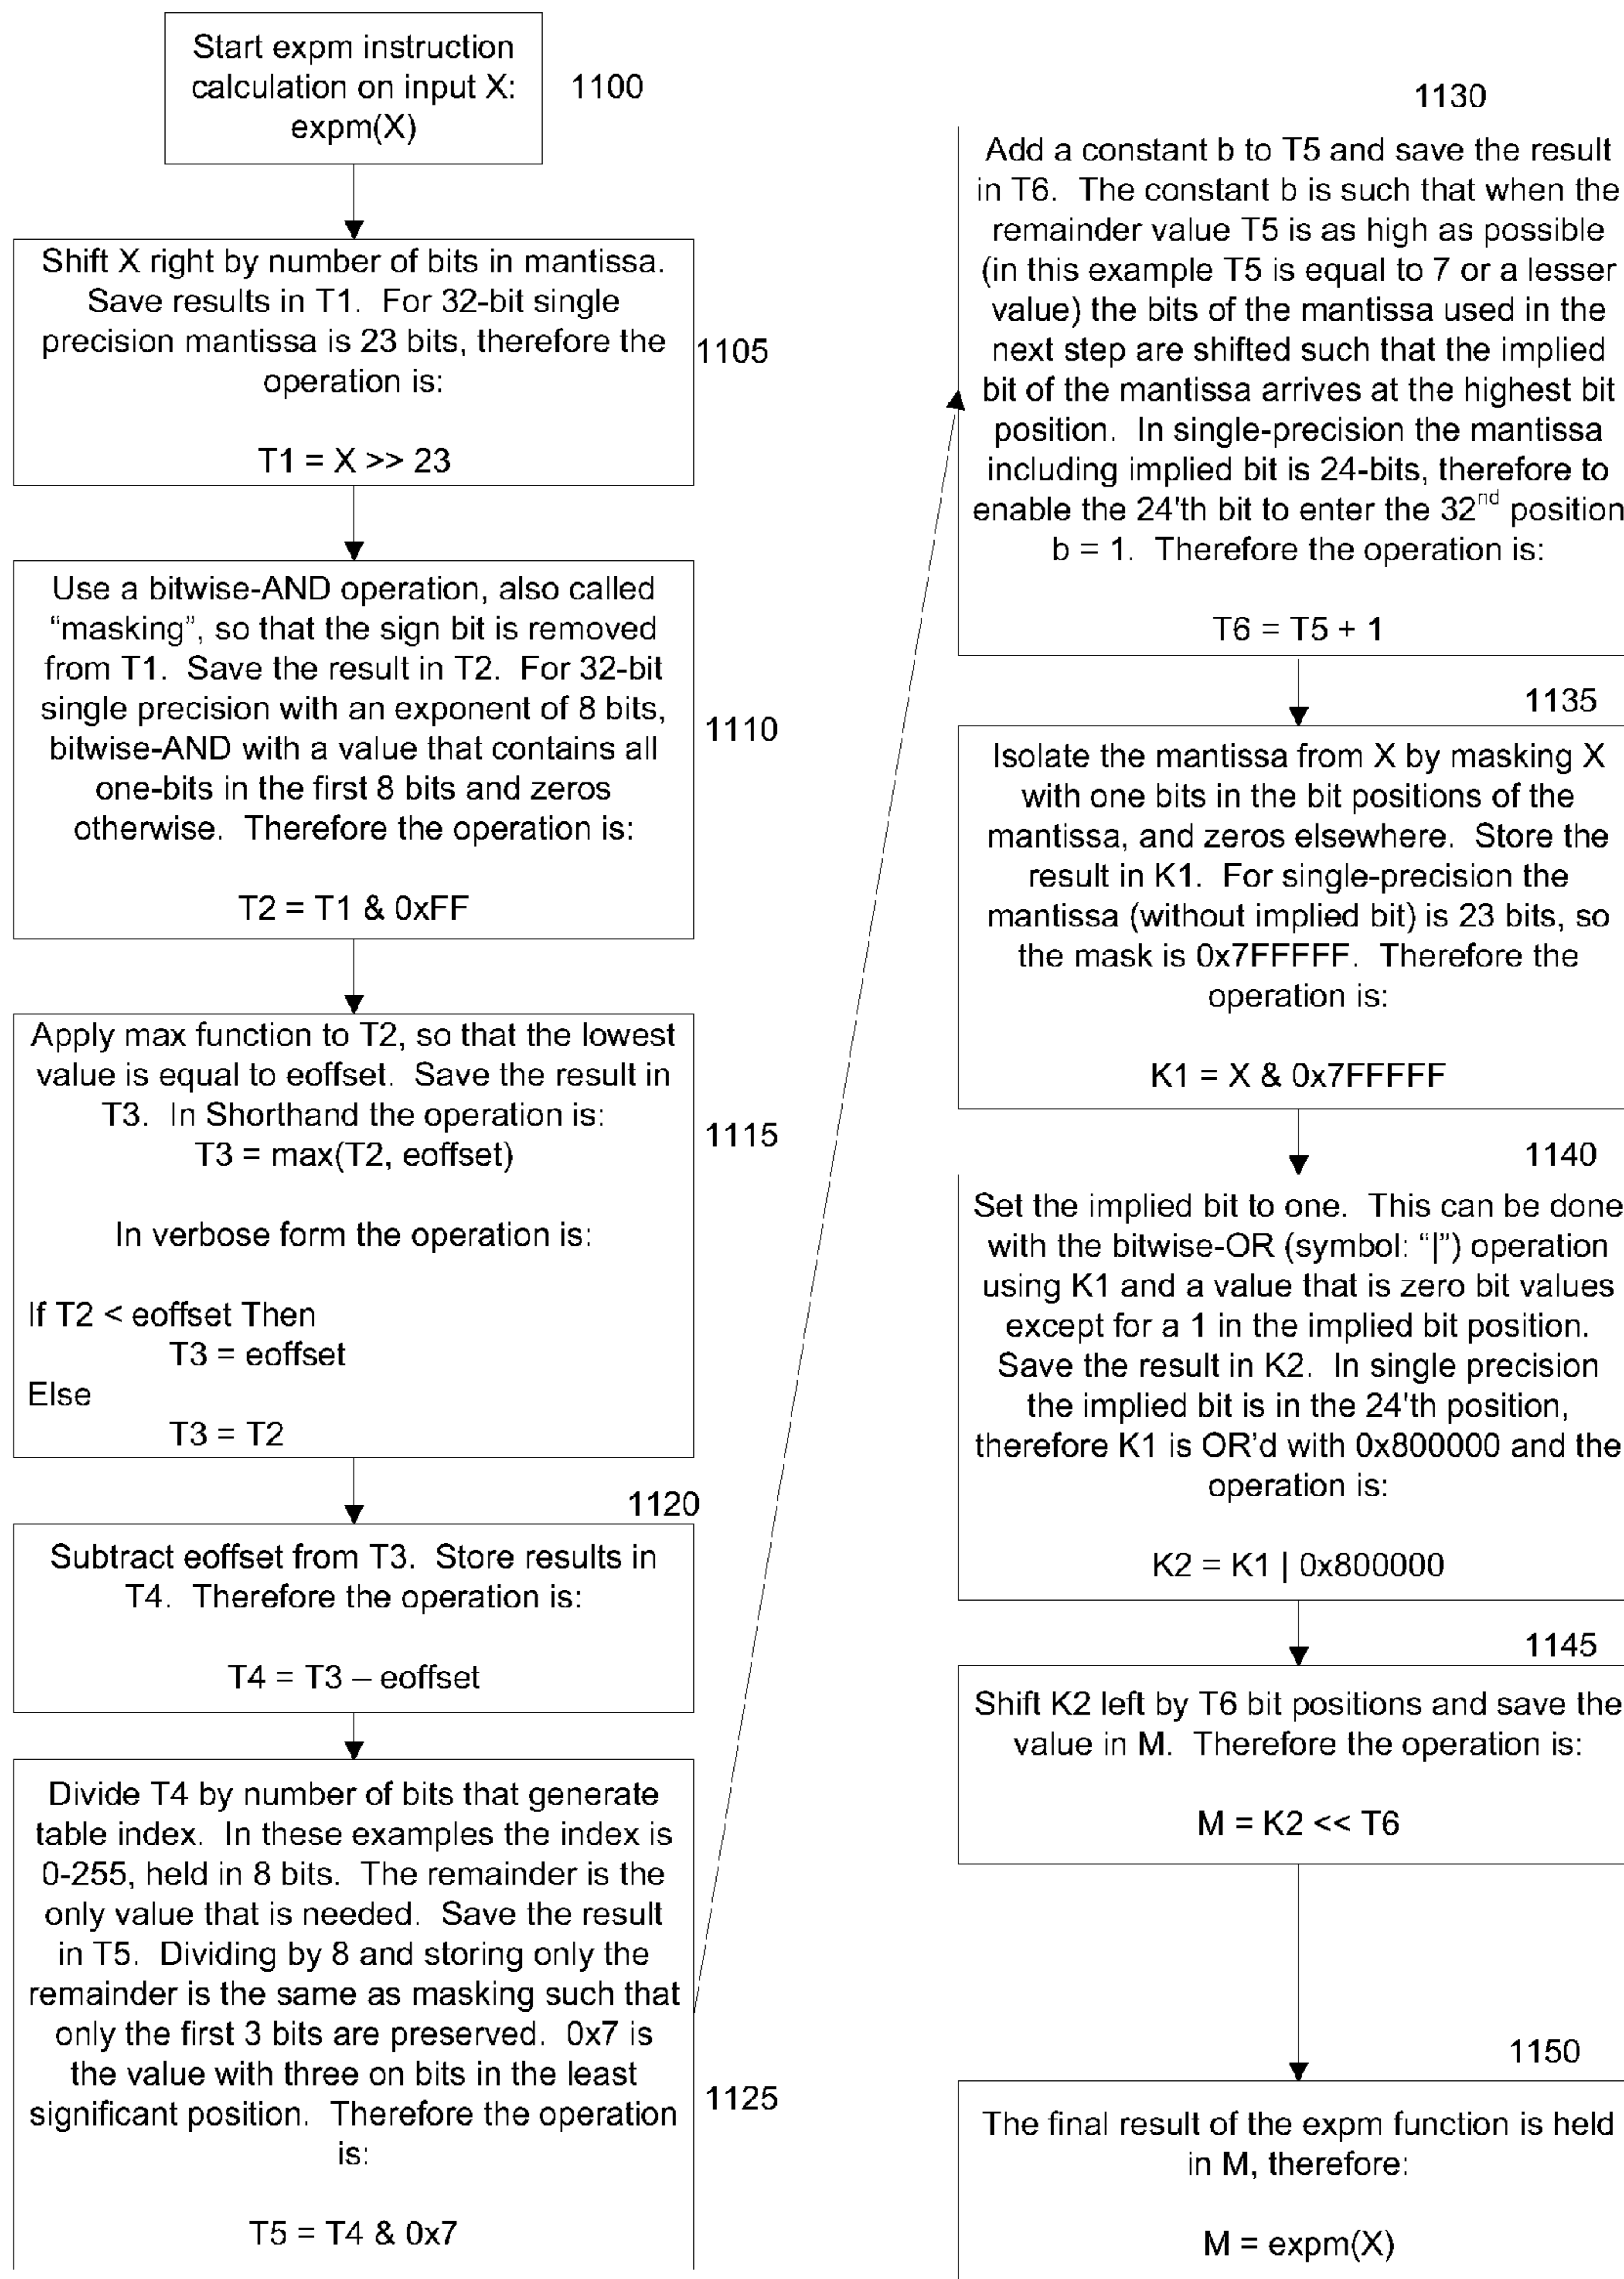 Start expm instruction
calculation on input X:
expm(X)
1100
Shift X right by number of bits in mantissa.
Save results in T1. For 32-bit single
precision mantissa is 23 bits, therefore the
operation is:
T1 = X >> 23
1105
Use a bitwise-AND operation, also called
“masking”, so that the sign bit is removed
from T1. Save the result in T2. For 32-bit
single precision with an exponent of 8 bits,
bitwise-AND with a value that contains all
one-bits in the first 8 bits and zeros
otherwise. Therefore the operation is:
T2 = T1 & 0xFF
1110
Apply max function to T2, so that the lowest
value is equal to eoffset. Save the result in
T3. In Shorthand the operation is:
T3 = max(T2, eoffset)
In verbose form the operation is:
If T2 < eoffset Then
T3 = eoffset
Else
T3 = T2
1115
1120
Subtract eoffset from T3. Store results in
T4. Therefore the operation is:
T4 = T3 – eoffset
Divide T4 by number of bits that generate
table index. In these examples the index is
0-255, held in 8 bits. The remainder is the
only value that is needed. Save the result
in T5. Dividing by 8 and storing only the
remainder is the same as masking such that
only the first 3 bits are preserved. 0x7 is
the value with three on bits in the least
significant position. Therefore the operation
is:
T5 = T4 & 0x7
1125
1130
Add a constant b to T5 and save the result
in T6. The constant b is such that when the
remainder value T5 is as high as possible
(in this example T5 is equal to 7 or a lesser
value) the bits of the mantissa used in the
next step are shifted such that the implied
bit of the mantissa arrives at the highest bit
position. In single-precision the mantissa
including implied bit is 24-bits, therefore to
enable the 24'th bit to enter the 32nd position
b = 1. Therefore the operation is:
T6 = T5 + 1
1135
Isolate the mantissa from X by masking X
with one bits in the bit positions of the
mantissa, and zeros elsewhere. Store the
result in K1. For single-precision the
mantissa (without implied bit) is 23 bits, so
the mask is 0x7FFFFF. Therefore the
operation is:
K1 = X & 0x7FFFFF
1140
Set the implied bit to one. This can be done
with the bitwise-OR (symbol: “|”) operation
using K1 and a value that is zero bit values
except for a 1 in the implied bit position.
Save the result in K2. In single precision
the implied bit is in the 24'th position,
therefore K1 is OR’d with 0x800000 and the
operation is:
K2 = K1 | 0x800000
1145
Shift K2 left by T6 bit positions and save the
value in M. Therefore the operation is:
M = K2 << T6
1150
The final result of the expm function is held
in M, therefore:
M = expm(X)